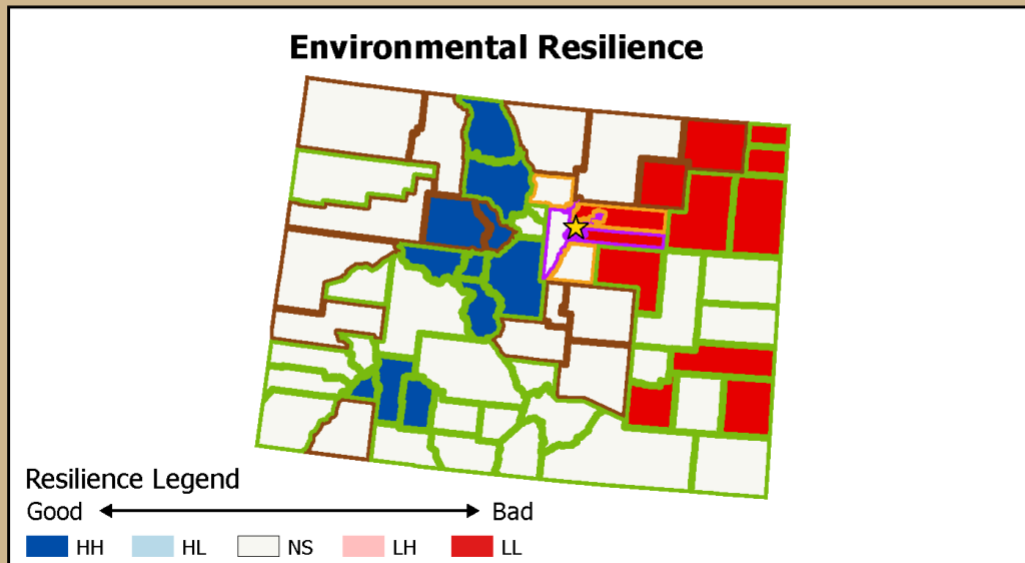 Environmental Resilience
Resilience Legend
Good Bad
HH HL NS LH LL